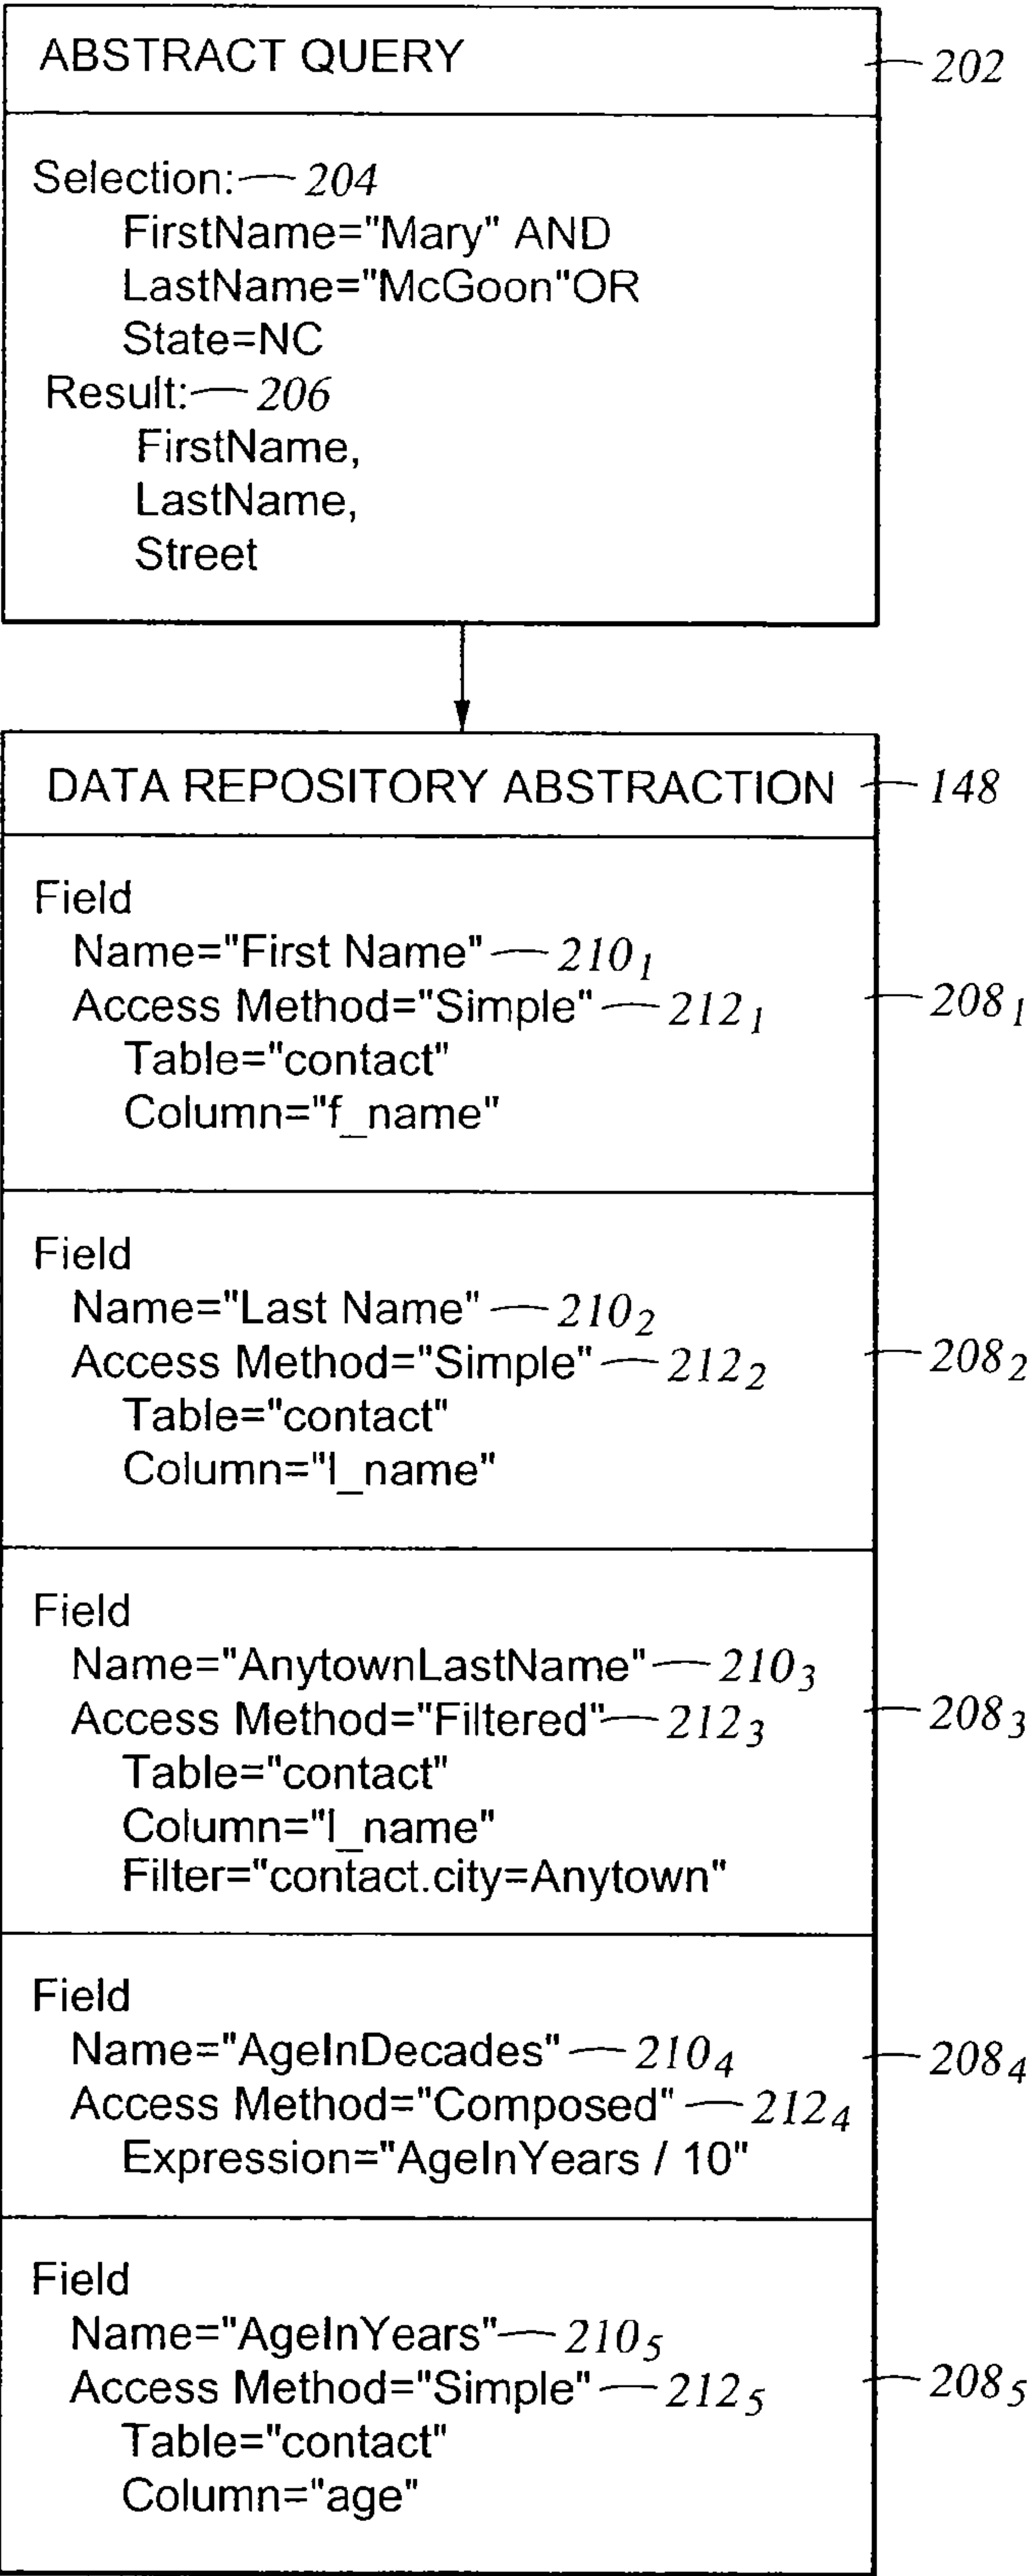 ABSTRACT QUERY 202
Selection: 204
FirstName="Mary" AND
LastName="McGoon"OR
State=NC
Result: 206
FirstName,
LastName,
Street
DATA REPOSITORY ABSTRACTION 148
Field
Name="First Name" 210₁
Access Method="Simple" 212₁ 208₁
Table="contact"
Column="f_name"
Field
Name="Last Name" 210₂
Access Method="Simple" 212₂ 208₂
Table="contact"
Column="l_name"
Field
Name="AnytownLastName" 210₃
Access Method="Filtered" 212₃ 208₃
Table="contact"
Column="l_name"
Filter="contact.city=Anytown"
Field
Name="AgeInDecades" 210₄ 208₄
Access Method="Composed" 212₄
Expression="AgeInYears / 10"
Field
Name="AgeInYears" 210₅
Access Method="Simple" 212₅ 208₅
Table="contact"
Column="age"